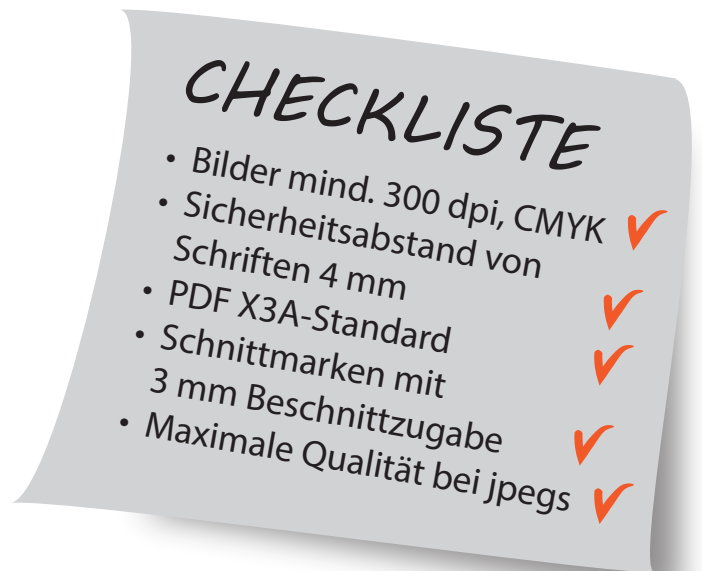 CHECKLISTE
• Bilder mind. 300 dpi, CMYK
• Sicherheitsabstand von
Schriften 4 mm
• PDF X3A-Standard
• Schnittmarken mit
3 mm Beschnittzugabe
• Maximale Qualität bei jpegs